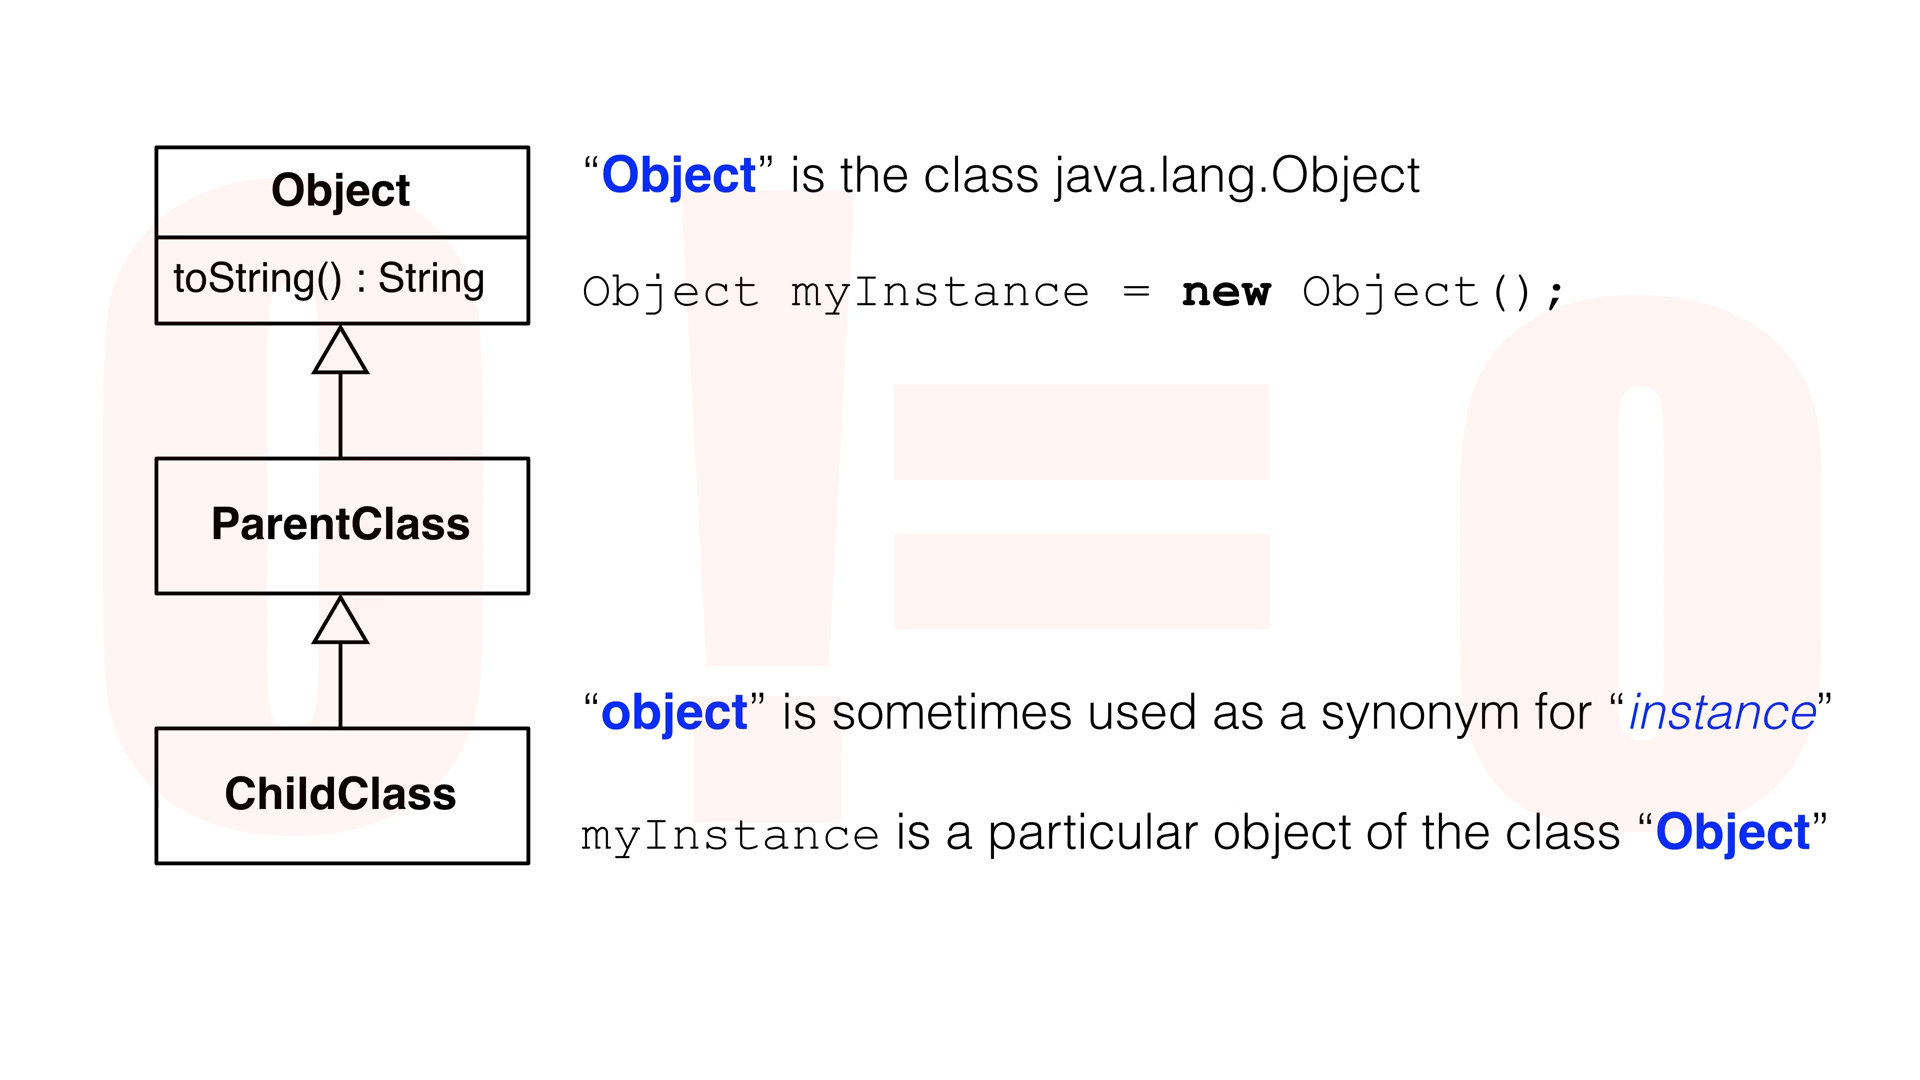 Object
toString() : String
ParentClass
ChildClass
“Object” is the class java.lang.Object
Object myInstance = new Object();
“object” is sometimes used as a synonym for “instance”
myInstance is a particular object of the class “Object”
O != o